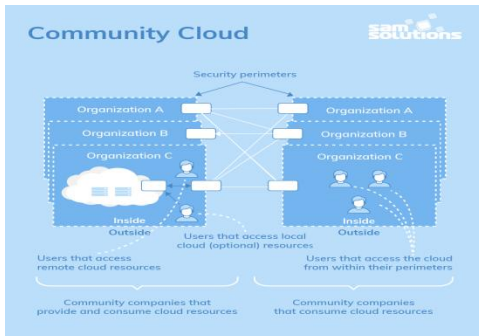 Community Cloud
sam
solutions
Security perimeters
Organization A
Organization B
Organization C
Inside
Outside
Organization A
Organization B
Organization C
Inside
Outside
Users that access
remote cloud resources
Users that access local
cloud (optional) resources
Users that access the cloud
from within their perimeters
Community companies that
provide and consume cloud resources
Community companies
that consume cloud resources